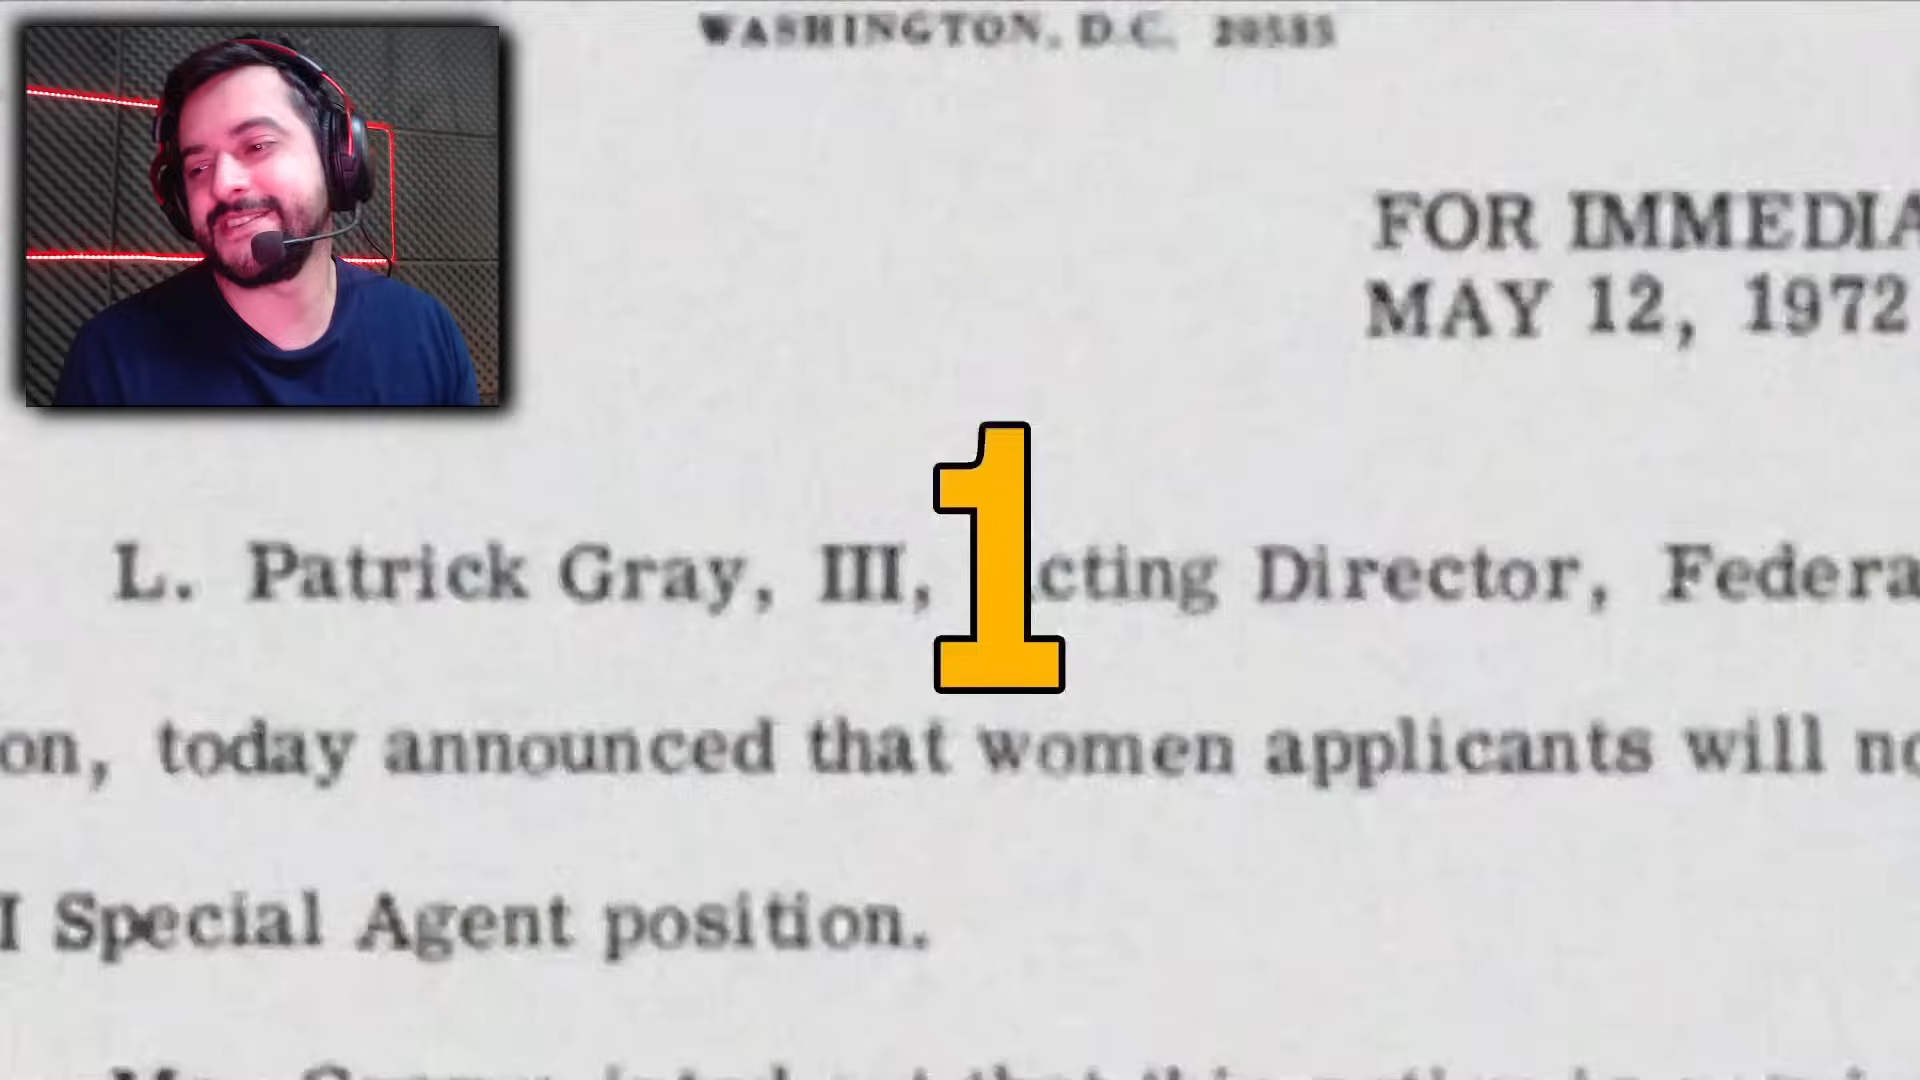 WASHINGTON, D.C. 20535
FOR IMMEDIA
MAY 12, 1972
1
L. Patrick Gray, III, cting Director, Federa
on, today announced that women applicants will no
I Special Agent position.